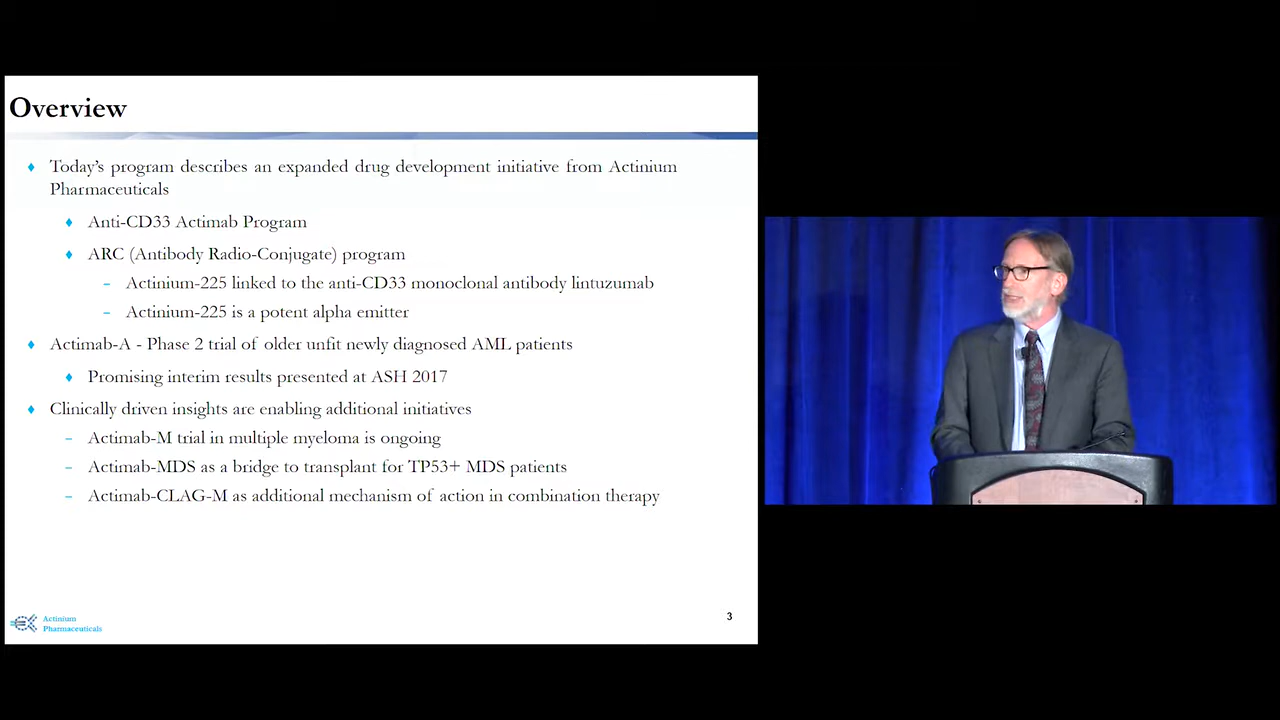 Overview
Today's program describes an expanded drug development initiative from Actinium
Pharmaceuticals
Anti-CD33 Actimab Program
ARC (Antibody Radio-Conjugate) program
Actinium-225 linked to the anti-CD33 monoclonal antibody lintuzumab
Actinium-225 is a potent alpha emitter
Actimab-A - Phase 2 trial of older unfit newly diagnosed AML patients
Promising interim results presented at ASH 2017
Clinically driven insights are enabling additional initiatives
Actimab-M trial in multiple myeloma is ongoing
Actimab-MDS as a bridge to transplant for TP53+ MDS patients
Actimab-CLAG-M as additional mechanism of action in combination therapy
Actinium
Pharmaceuticals
3